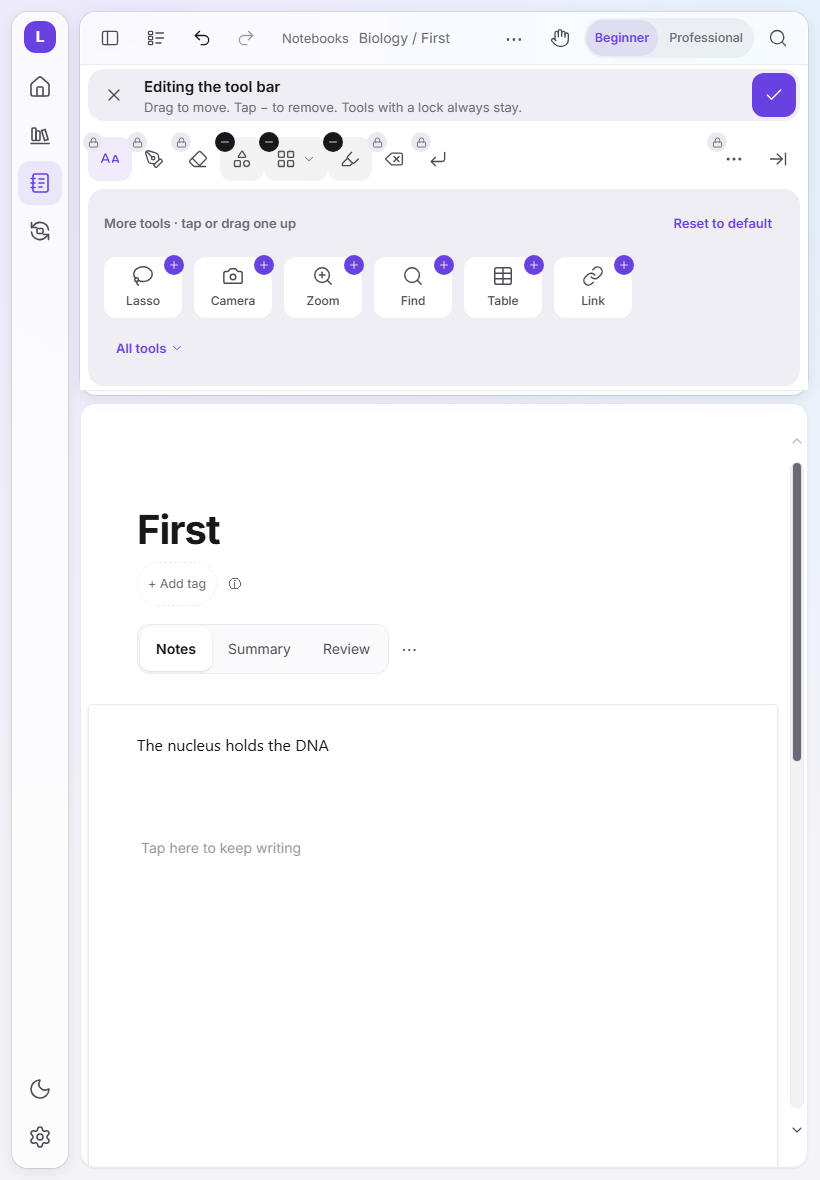 L
Notebooks Biology / First
Beginner Professional
Editing the tool bar
Drag to move. Tap − to remove. Tools with a lock always stay.
AA
More tools · tap or drag one up
Reset to default
Lasso Camera Zoom Find Table Link
All tools
First
+ Add tag
Notes Summary Review
The nucleus holds the DNA
Tap here to keep writing